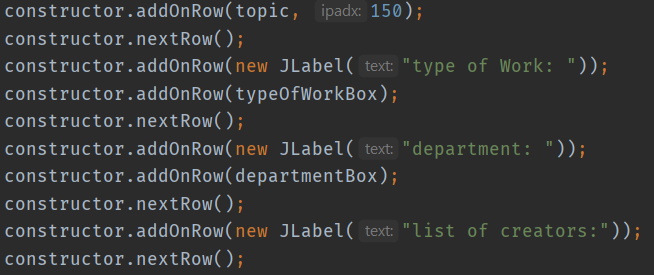 constructor.addOnRow(topic, ipadx: 150);
constructor.nextRow();
constructor.addOnRow(new JLabel( text: "type of Work: "));
constructor.addOnRow(typeOfWorkBox);
constructor.nextRow();
constructor.addOnRow(new JLabel( text: "department: "));
constructor.addOnRow(departmentBox);
constructor.nextRow();
constructor.addOnRow(new JLabel( text: "list of creators:"));
constructor.nextRow();